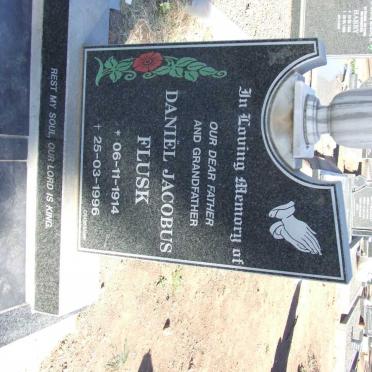 In Loving Memory of
OUR DEAR FATHER
AND GRANDFATHER
DANIËL JACOBUS
FLUSK
* 06-11-1914
† 25-03-1996
REST MY SOUL, OUR LORD IS KING.